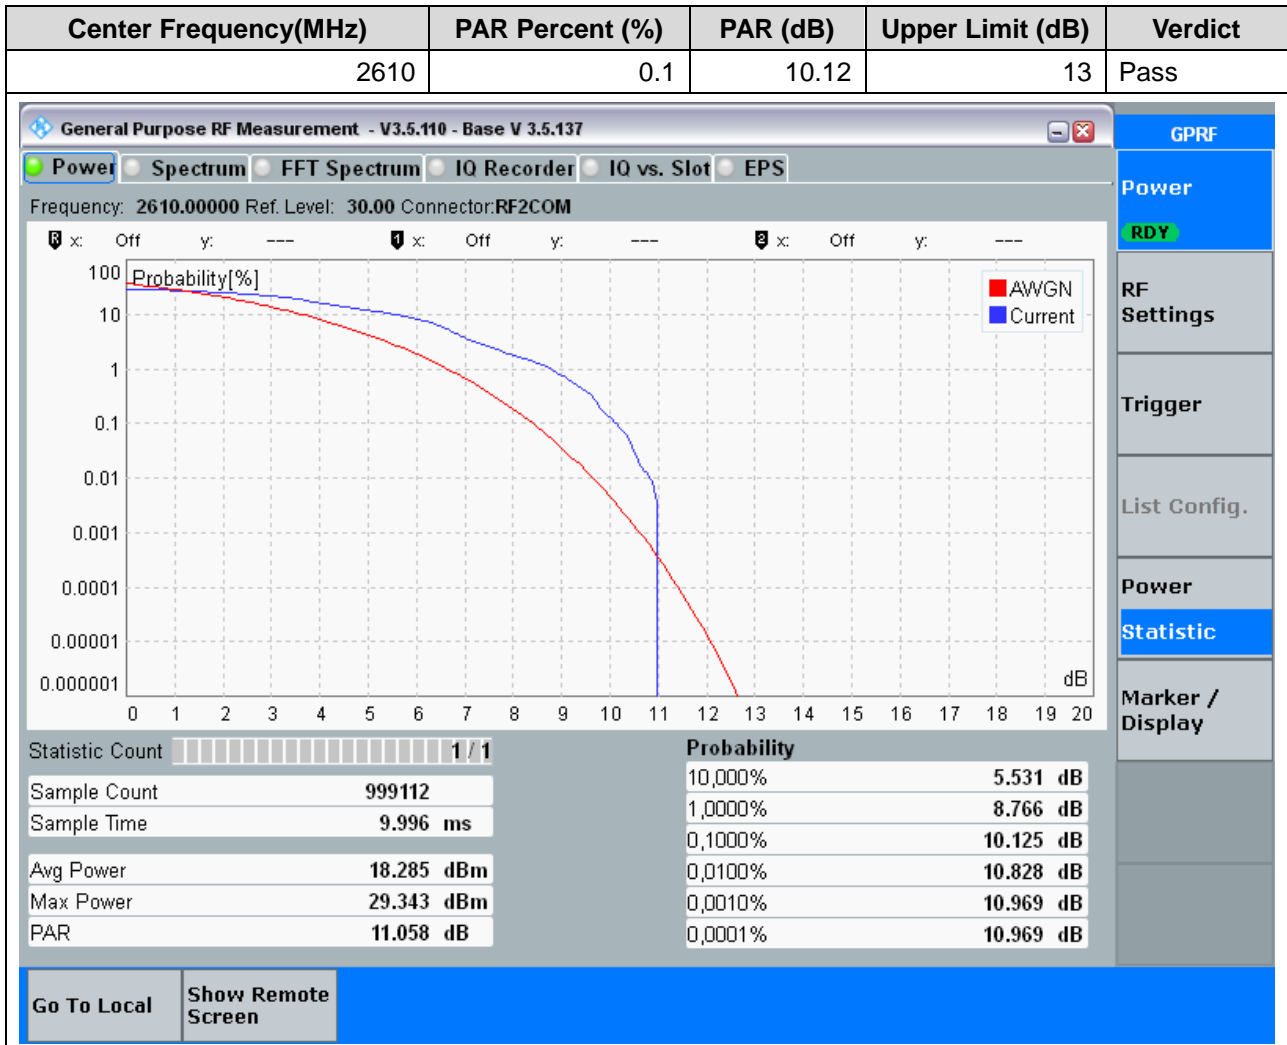 Center Frequency(MHz) PAR Percent (%) PAR (dB) Upper Limit (dB) Verdict
2610 0.1 10.12 13 Pass
General Purpose RF Measurement - V3.5.110 - Base V 3.5.137
GPRF
Power Spectrum FFT Spectrum IQ Recorder IQ vs. Slot EPS
Power
RDY
Frequency: 2610.00000 Ref. Level: 30.00 Connector:RF2COM
R x: Off y: --- 1 x: Off y: --- 2 x: Off y: ---
Probability[%]
AWGN
Current
100
10
1
0.1
0.01
0.001
0.0001
0.00001
0.000001
dB
0 1 2 3 4 5 6 7 8 9 10 11 12 13 14 15 16 17 18 19 20
RF
Settings
Trigger
List Config.
Power
Statistic
Marker /
Display
Statistic Count 1 / 1
Sample Count 999112
Sample Time 9.996 ms
Avg Power 18.285 dBm
Max Power 29.343 dBm
PAR 11.058 dB
Probability
10,000% 5.531 dB
1,0000% 8.766 dB
0,1000% 10.125 dB
0,0100% 10.828 dB
0,0010% 10.969 dB
0,0001% 10.969 dB
Go To Local
Show Remote
Screen